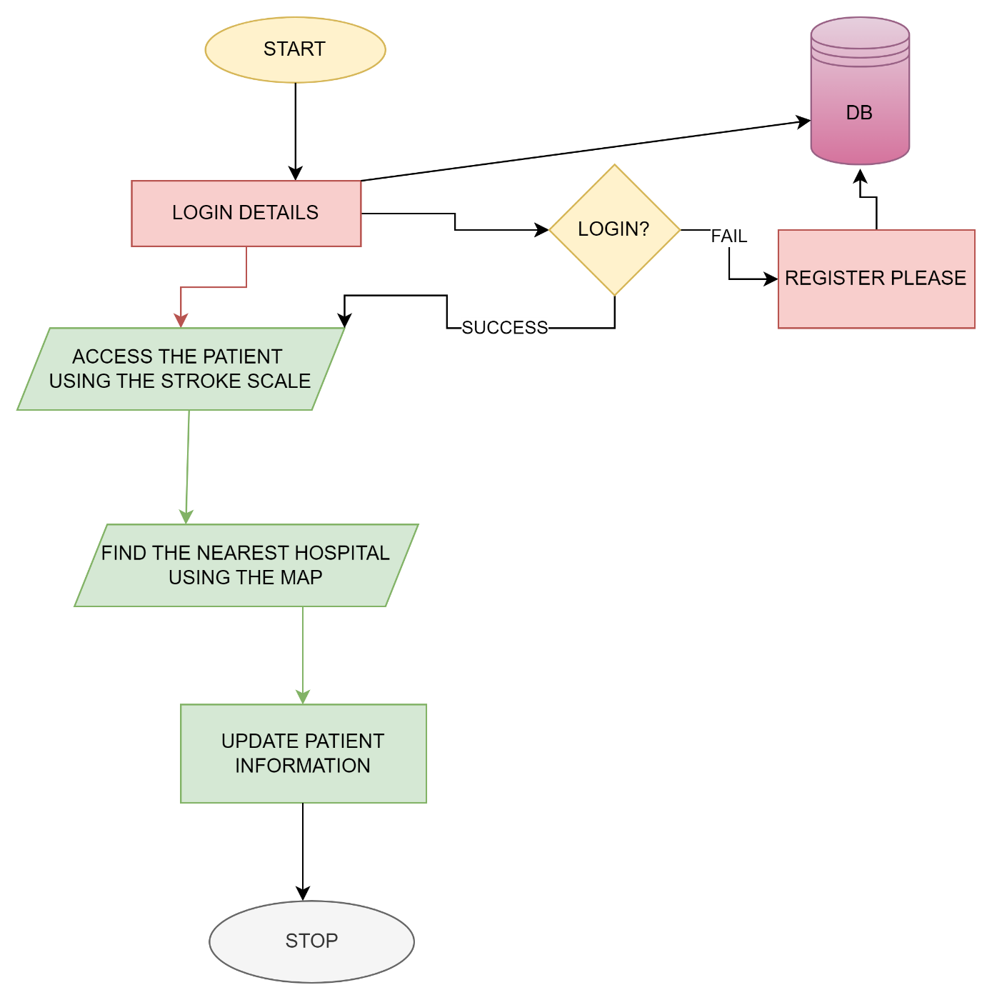 START
DB
LOGIN DETAILS
LOGIN?
FAIL
REGISTER PLEASE
SUCCESS
ACCESS THE PATIENT
USING THE STROKE SCALE
FIND THE NEAREST HOSPITAL
USING THE MAP
UPDATE PATIENT
INFORMATION
STOP